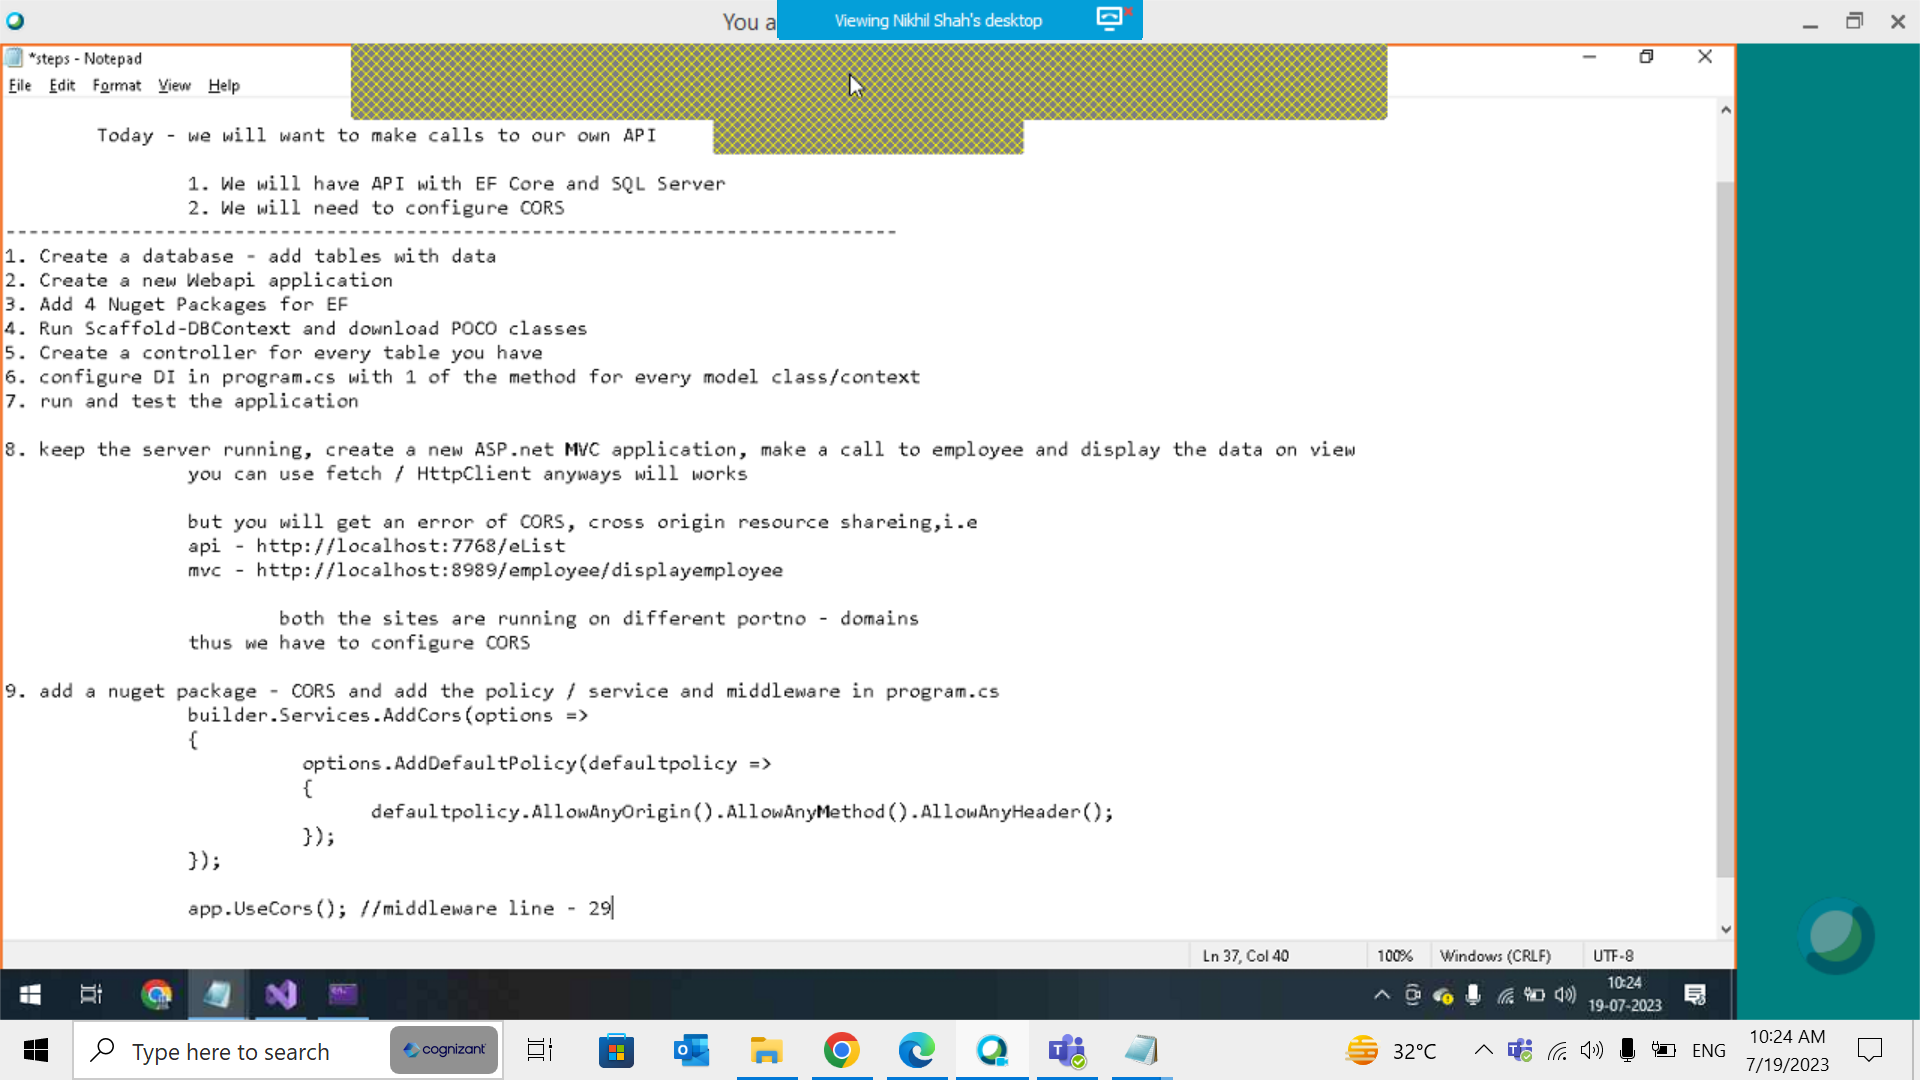 You a
Viewing Nikhil Shah's desktop
*steps - Notepad
File Edit Format View Help
Today - we will want to make calls to our own API
1. We will have API with EF Core and SQL Server
2. We will need to configure CORS
------------------------------------------------------------------------------
1. Create a database - add tables with data
2. Create a new Webapi application
3. Add 4 Nuget Packages for EF
4. Run Scaffold-DBContext and download POCO classes
5. Create a controller for every table you have
6. configure DI in program.cs with 1 of the method for every model class/context
7. run and test the application
8. keep the server running, create a new ASP.net MVC application, make a call to employee and display the data on view
you can use fetch / HttpClient anyways will works
but you will get an error of CORS, cross origin resource shareing,i.e
api - http://localhost:7768/eList
mvc - http://localhost:8989/employee/displayemployee
both the sites are running on different portno - domains
thus we have to configure CORS
9. add a nuget package - CORS and add the policy / service and middleware in program.cs
builder.Services.AddCors(options =>
{
options.AddDefaultPolicy(defaultpolicy =>
{
defaultpolicy.AllowAnyOrigin().AllowAnyMethod().AllowAnyHeader();
});
});
app.UseCors(); //middleware line - 29
Ln 37, Col 40 100% Windows (CRLF) UTF-8
10:24
19-07-2023
Type here to search
cognizant
32°C
ENG
10:24 AM
7/19/2023